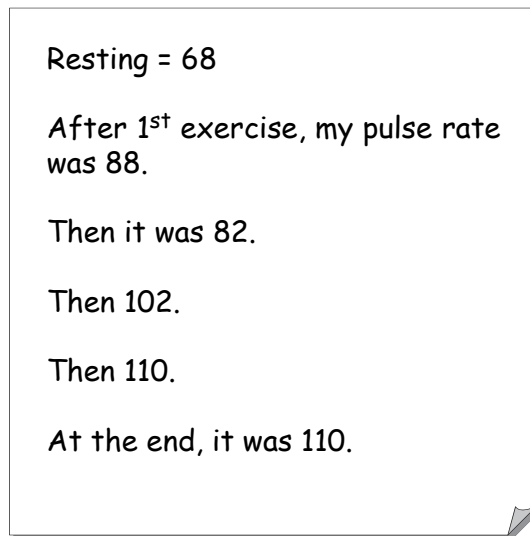 Resting = 68
After 1st exercise, my pulse rate
was 88.
Then it was 82.
Then 102.
Then 110.
At the end, it was 110.